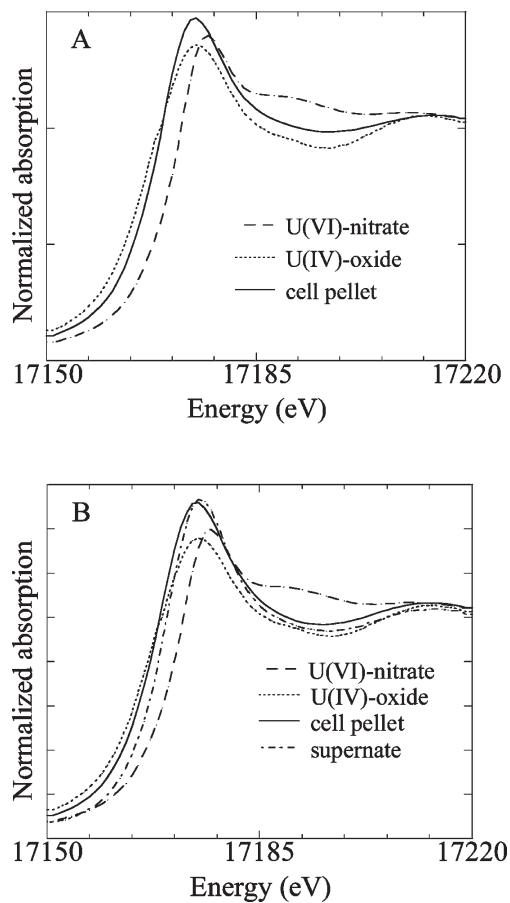 A
Normalized absorption
U(VI)-nitrate
U(IV)-oxide
cell pellet
17150 17185 17220
Energy (eV)
B
Normalized absorption
U(VI)-nitrate
U(IV)-oxide
cell pellet
supernate
17150 17185 17220
Energy (eV)